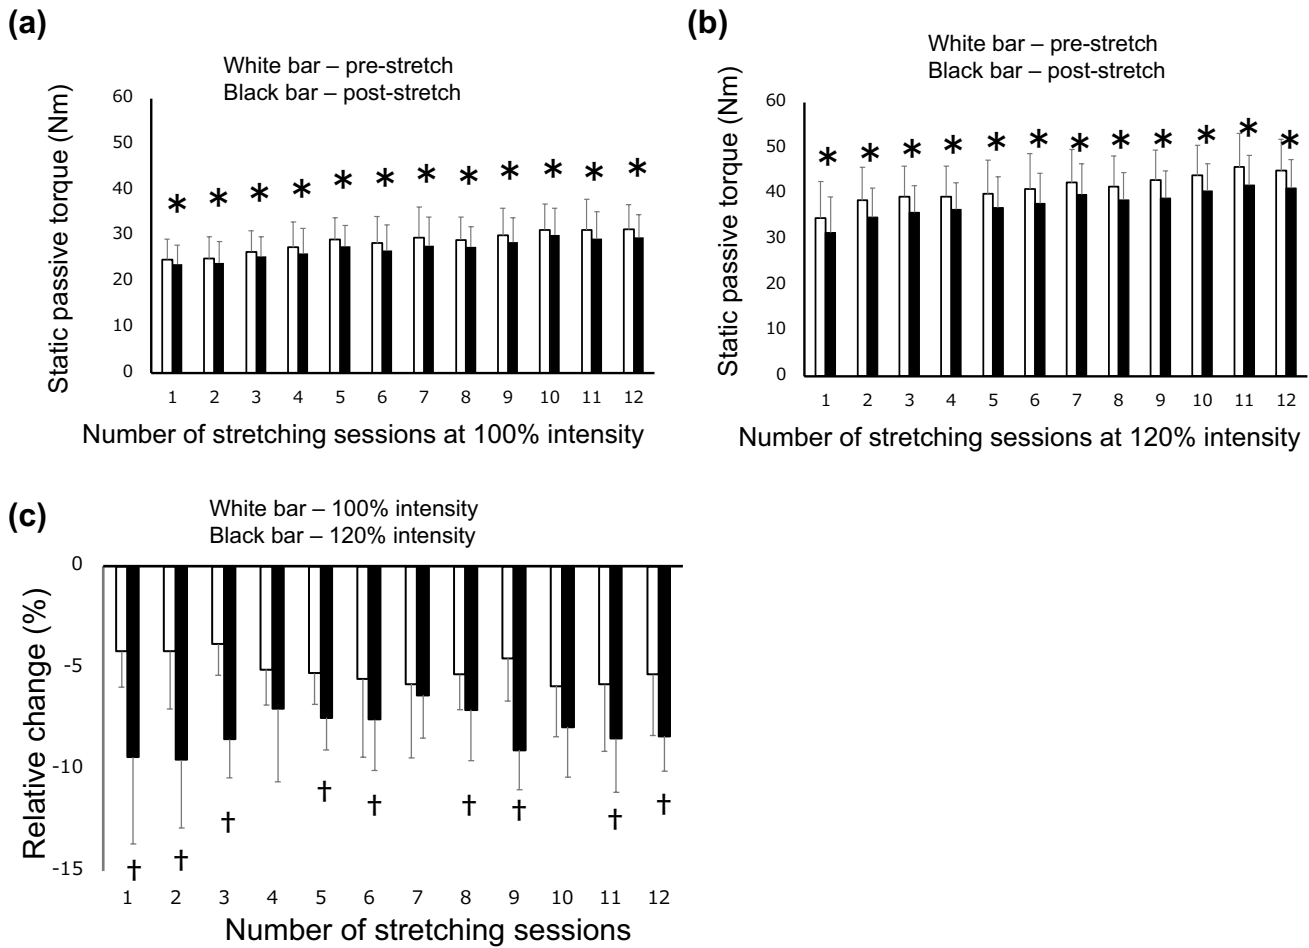 (a)
White bar – pre-stretch
Black bar – post-stretch
Static passive torque (Nm)
60
50
40
30
20
10
0
* * * * * * * * * * * *
1 2 3 4 5 6 7 8 9 10 11 12
Number of stretching sessions at 100% intensity
(b)
White bar – pre-stretch
Black bar – post-stretch
Static passive torque (Nm)
60
50
40
30
20
10
0
* * * * * * * * * * * *
1 2 3 4 5 6 7 8 9 10 11 12
Number of stretching sessions at 120% intensity
(c)
White bar – 100% intensity
Black bar – 120% intensity
Relative change (%)
0
-5
-10
-15
† † † † † † † † †
1 2 3 4 5 6 7 8 9 10 11 12
Number of stretching sessions